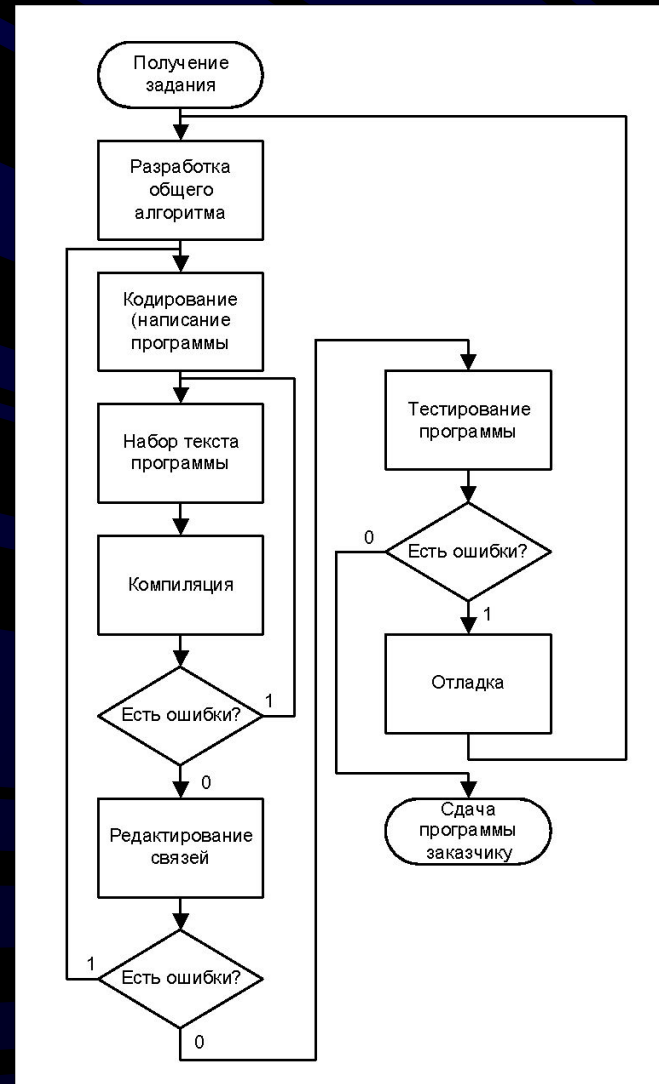 Получение
задания
Разработка
общего
алгоритма
Кодирование
(написание
программы
Набор текста
программы
Компиляция
Есть ошибки?
1
0
Редактирование
связей
Есть ошибки?
1
0
Тестирование
программы
Есть ошибки?
0
1
Отладка
Сдача
программы
заказчику